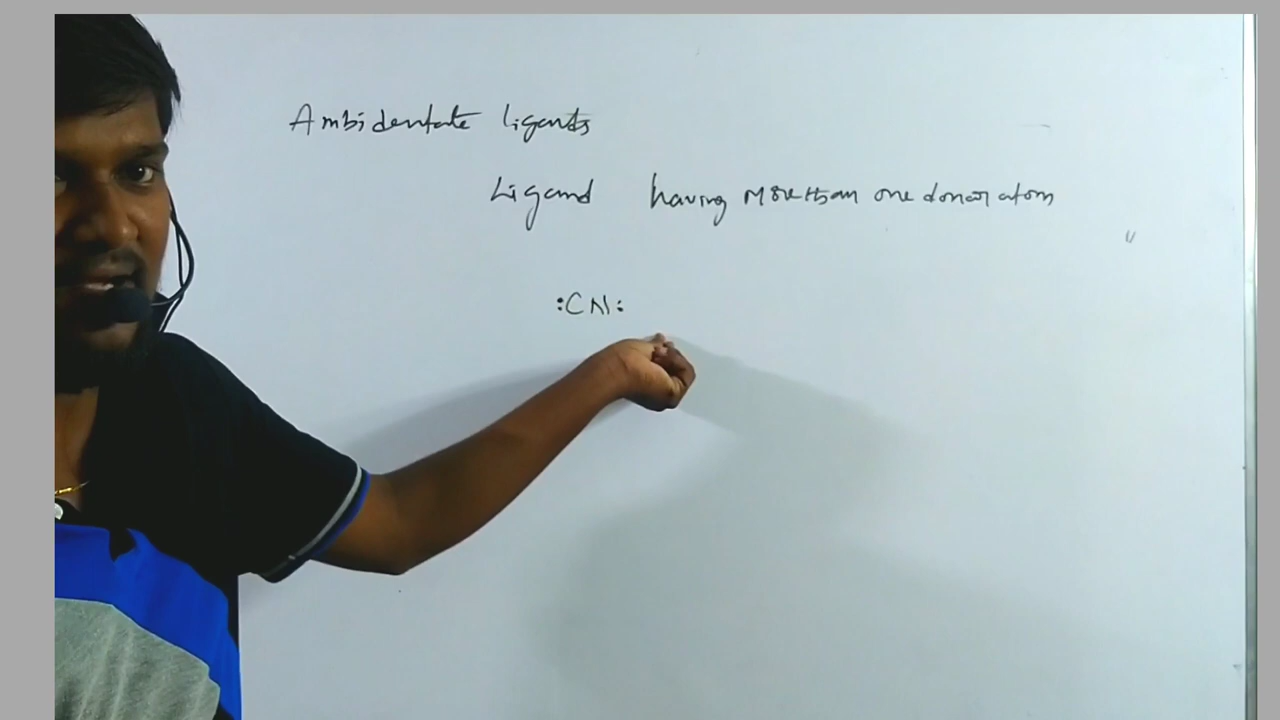 Ambidentate ligands
Ligand having more than one donor atom
:CN: